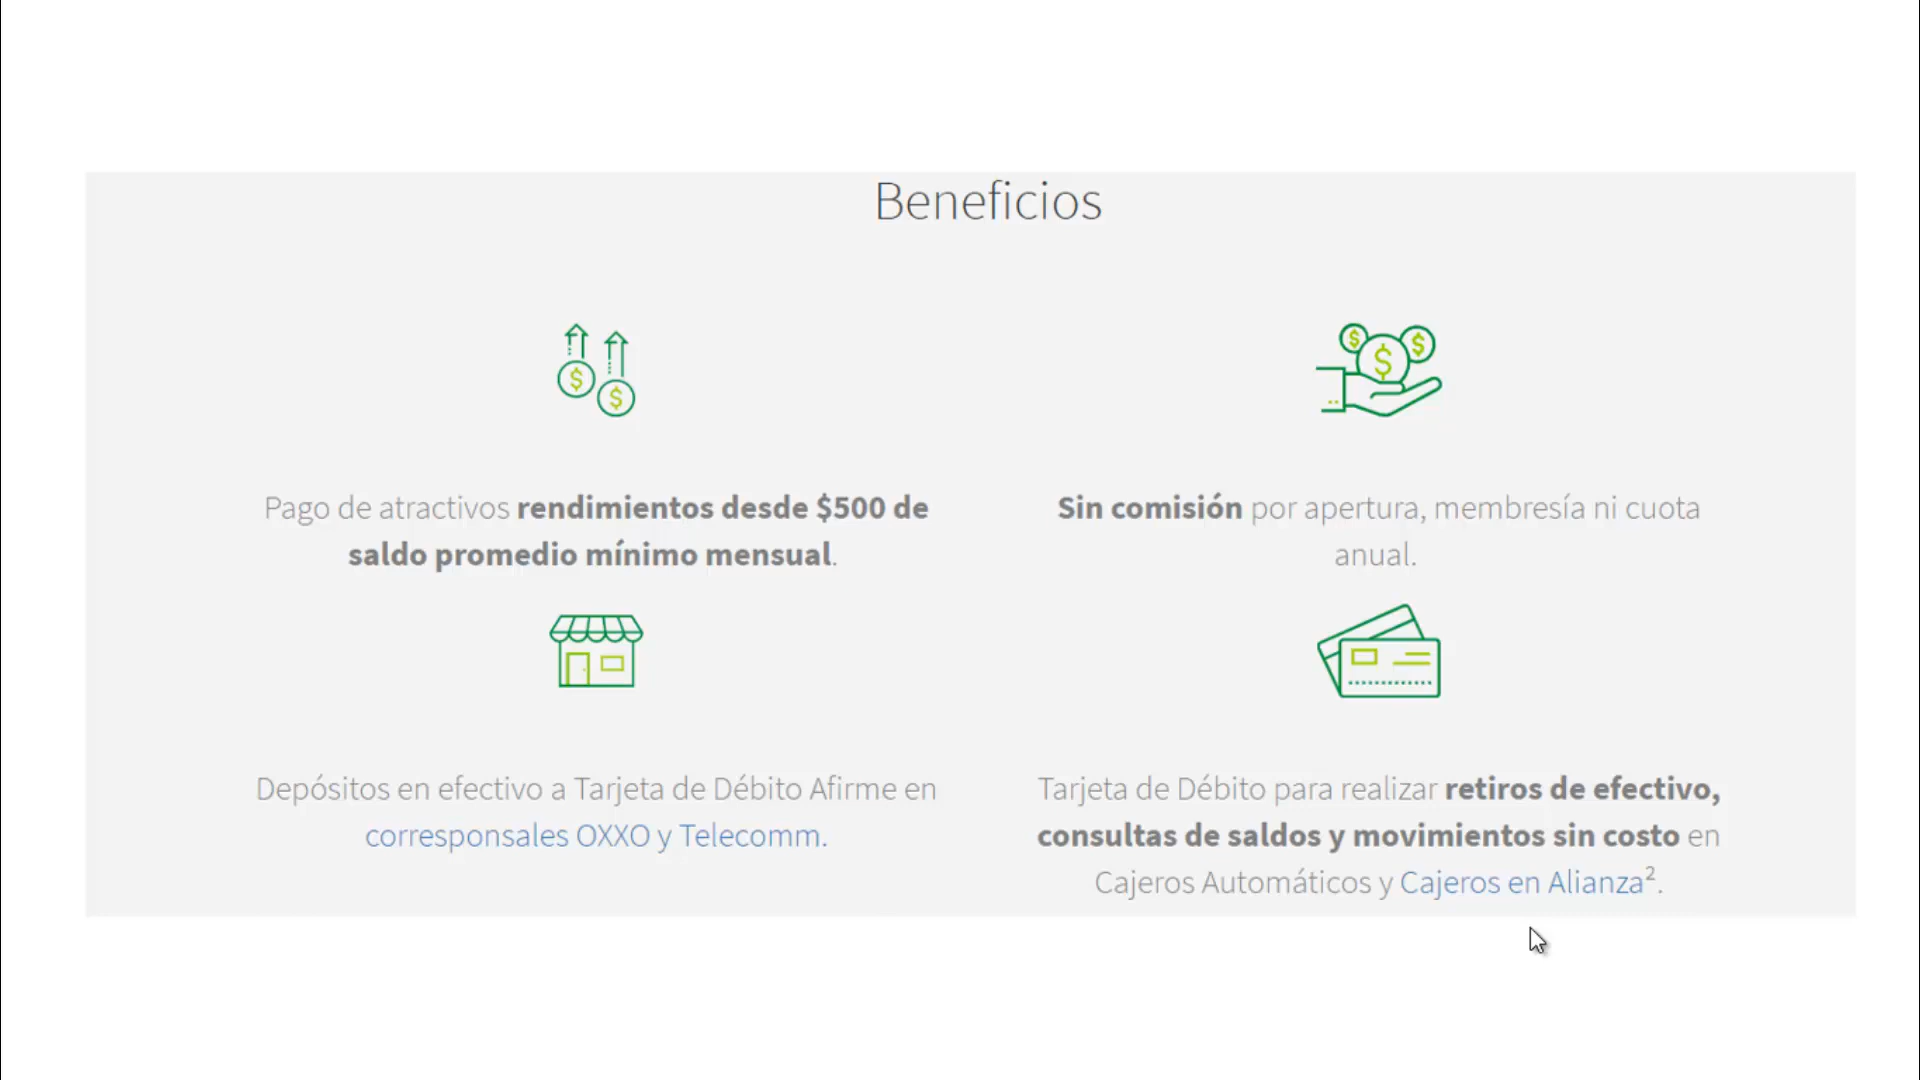 Beneficios
Pago de atractivos rendimientos desde $500 de
saldo promedio mínimo mensual.
Sin comisión por apertura, membresía ni cuota
anual.
Depósitos en efectivo a Tarjeta de Débito Afirme en
corresponsales OXXO y Telecomm.
Tarjeta de Débito para realizar retiros de efectivo,
consultas de saldos y movimientos sin costo en
Cajeros Automáticos y Cajeros en Alianza².